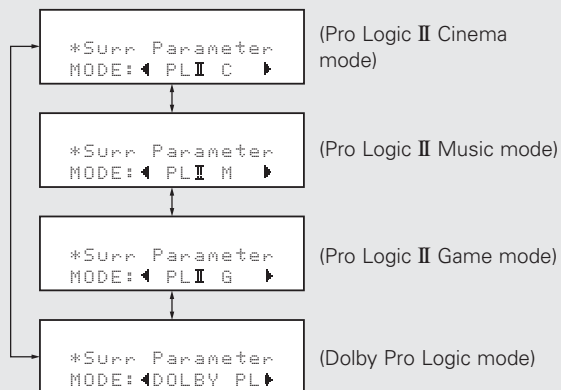 *Surr Parameter
MODE:◀ PLⅡ C ▶
(Pro Logic Ⅱ Cinema
mode)
*Surr Parameter
MODE:◀ PLⅡ M ▶
(Pro Logic Ⅱ Music mode)
*Surr Parameter
MODE:◀ PLⅡ G ▶
(Pro Logic Ⅱ Game mode)
*Surr Parameter
MODE:◀DOLBY PL▶
(Dolby Pro Logic mode)